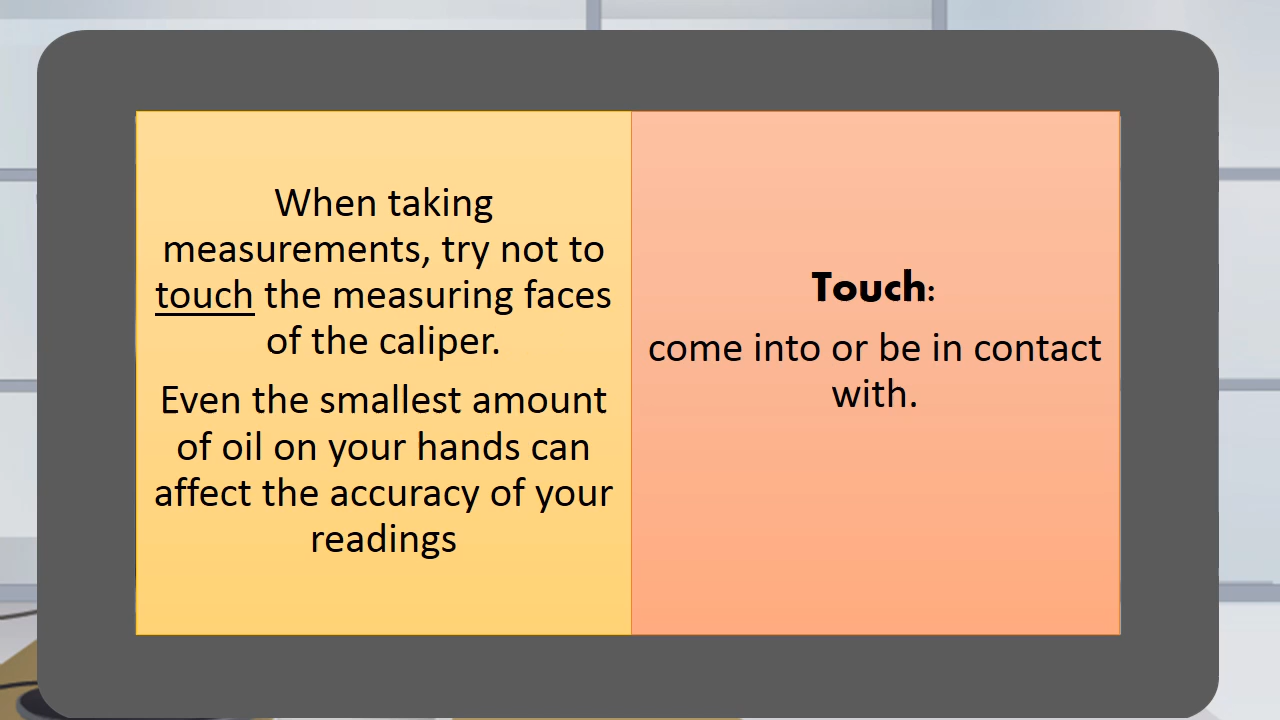 When taking
measurements, try not to
touch the measuring faces
of the caliper.
Even the smallest amount
of oil on your hands can
affect the accuracy of your
readings
Touch:
come into or be in contact
with.